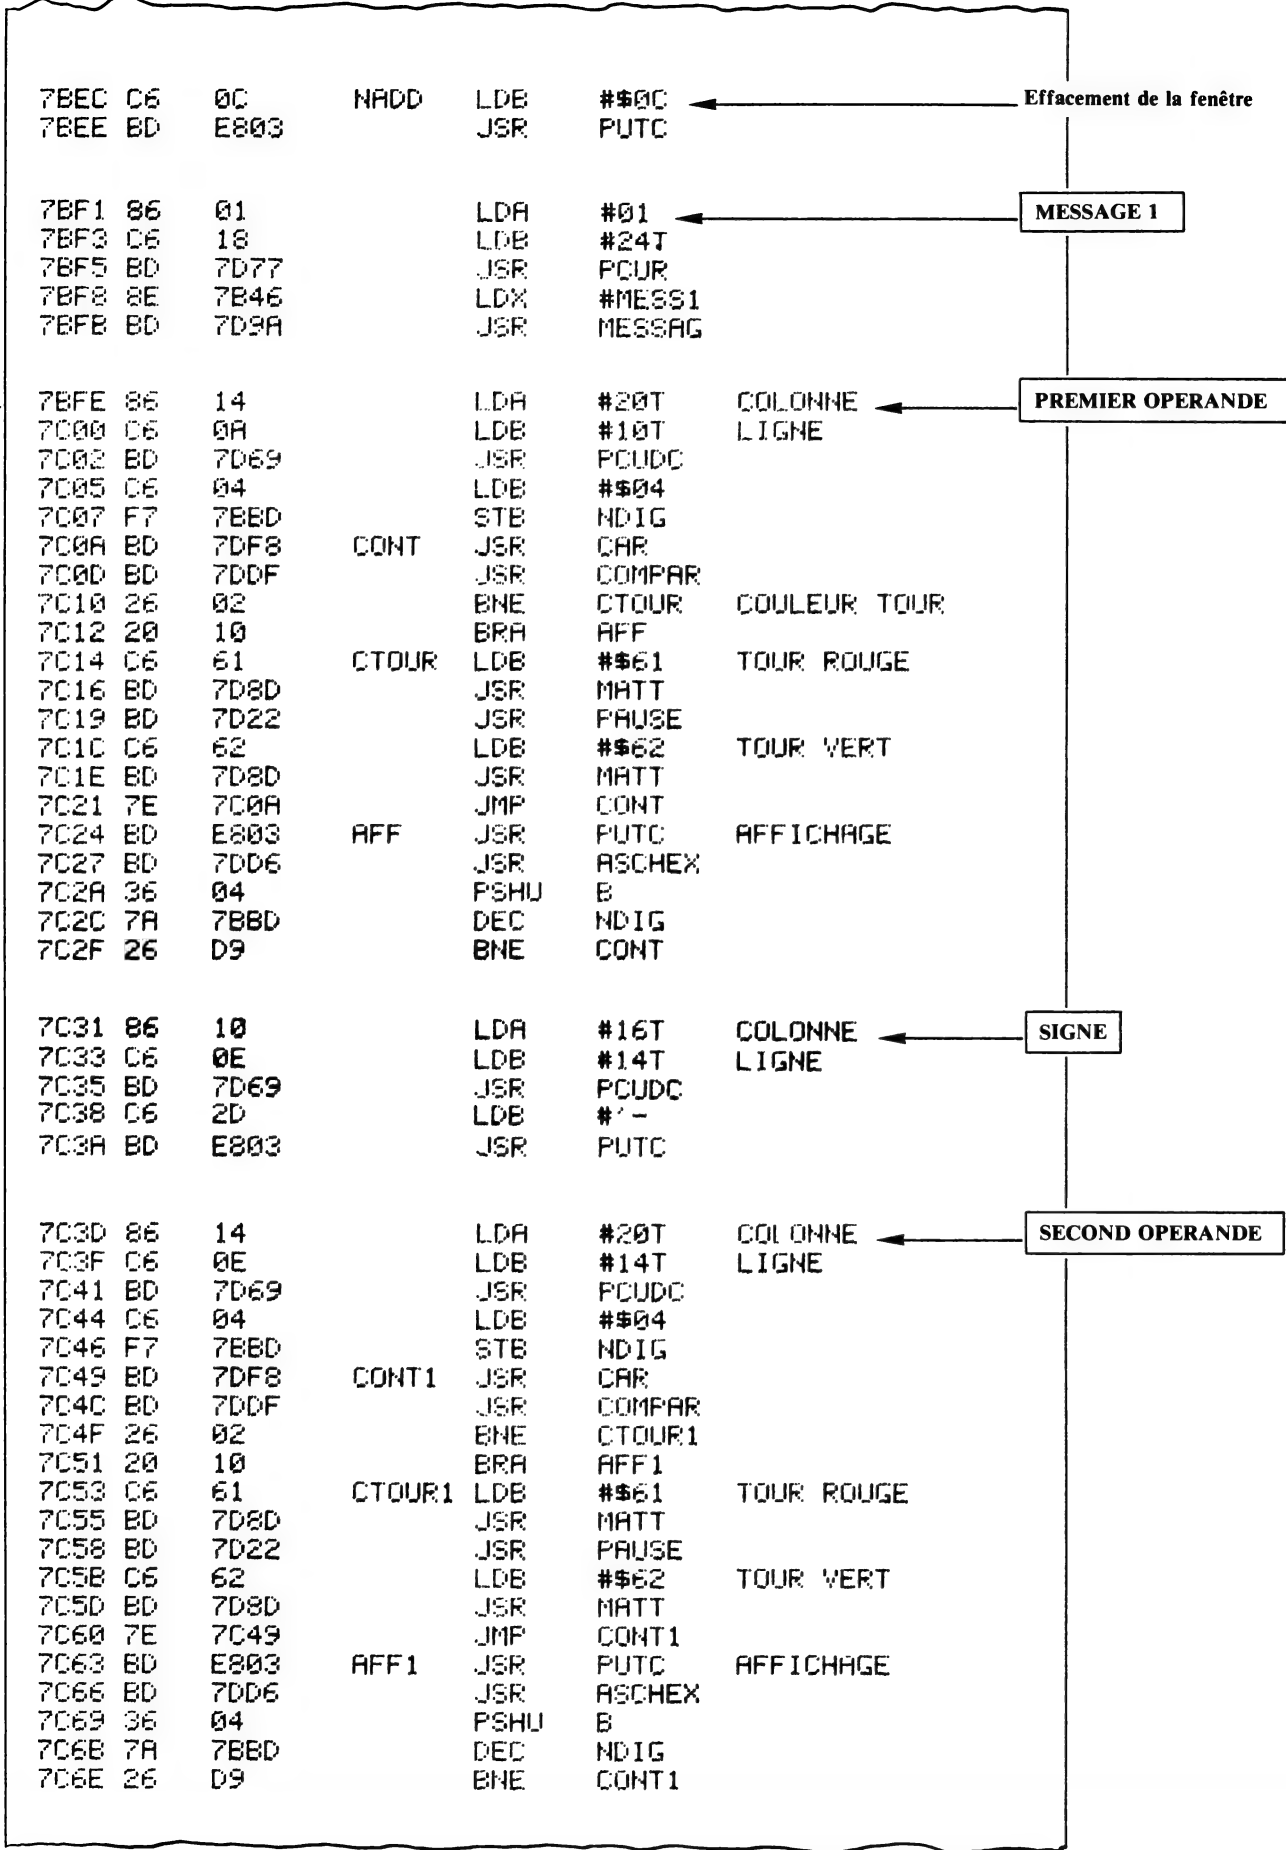 7BEC C6 0C NADD LDB #$0C Effacement de la fenêtre
7BEE BD E803 JSR PUTC
7BF1 86 01 LDA #01 MESSAGE 1
7BF3 C6 18 LDB #24T
7BF5 BD 7D77 JSR PCUR
7BF8 8E 7B46 LDX #MESS1
7BFB BD 7D9A JSR MESSAG
7BFE 86 14 LDA #20T COLONNE PREMIER OPERANDE
7C00 C6 0A LDB #10T LIGNE
7C02 BD 7D69 JSR PCUDC
7C05 C6 04 LDB #$04
7C07 F7 7BBD STB NDIG
7C0A BD 7DF8 CONT JSR CAR
7C0D BD 7DDF JSR COMPAR
7C10 26 02 BNE CTOUR COULEUR TOUR
7C12 20 10 BRA AFF
7C14 C6 61 CTOUR LDB #$61 TOUR ROUGE
7C16 BD 7D8D JSR MATT
7C19 BD 7D22 JSR PAUSE
7C1C C6 62 LDB #$62 TOUR VERT
7C1E BD 7D8D JSR MATT
7C21 7E 7C0A JMP CONT
7C24 BD E803 AFF JSR PUTC AFFICHAGE
7C27 BD 7DD6 JSR ASCHEX
7C2A 36 04 PSHU B
7C2C 7A 7BBD DEC NDIG
7C2F 26 D9 BNE CONT
7C31 86 10 LDA #16T COLONNE SIGNE
7C33 C6 0E LDB #14T LIGNE
7C35 BD 7D69 JSR PCUDC
7C38 C6 2D LDB #'-
7C3A BD E803 JSR PUTC
7C3D 86 14 LDA #20T COLONNE SECOND OPERANDE
7C3F C6 0E LDB #14T LIGNE
7C41 BD 7D69 JSR PCUDC
7C44 C6 04 LDB #$04
7C46 F7 7BBD STB NDIG
7C49 BD 7DF8 CONT1 JSR CAR
7C4C BD 7DDF JSR COMPAR
7C4F 26 02 BNE CTOUR1
7C51 20 10 BRA AFF1
7C53 C6 61 CTOUR1 LDB #$61 TOUR ROUGE
7C55 BD 7D8D JSR MATT
7C58 BD 7D22 JSR PAUSE
7C5B C6 62 LDB #$62 TOUR VERT
7C5D BD 7D8D JSR MATT
7C60 7E 7C49 JMP CONT1
7C63 BD E803 AFF1 JSR PUTC AFFICHAGE
7C66 BD 7DD6 JSR ASCHEX
7C69 36 04 PSHU B
7C6B 7A 7BBD DEC NDIG
7C6E 26 D9 BNE CONT1